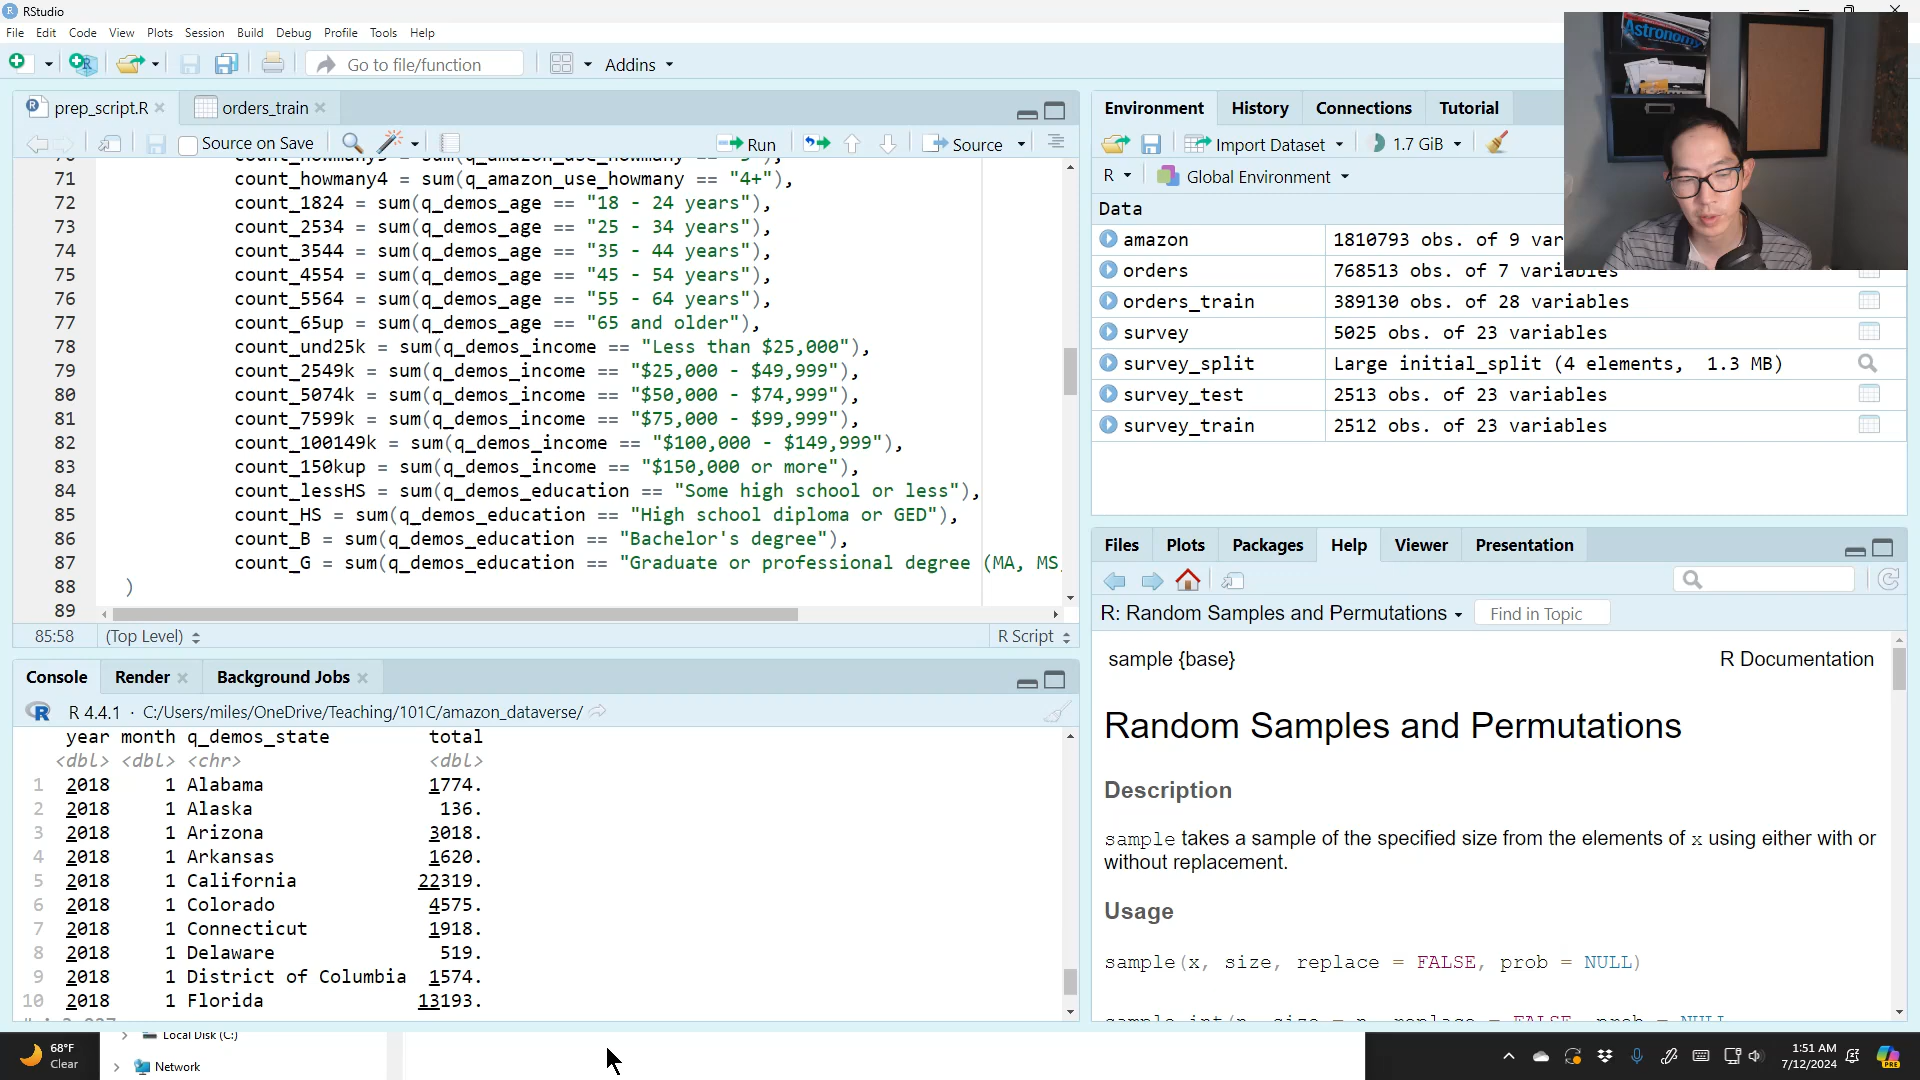 RStudio
File Edit Code View Plots Session Build Debug Profile Tools Help
Go to file/function Addins
Astronomy
prep_script.R orders_train
Source on Save Run Source
71 count_howmany4 = sum(q_amazon_use_howmany == "4+"),
72 count_1824 = sum(q_demos_age == "18 - 24 years"),
73 count_2534 = sum(q_demos_age == "25 - 34 years"),
74 count_3544 = sum(q_demos_age == "35 - 44 years"),
75 count_4554 = sum(q_demos_age == "45 - 54 years"),
76 count_5564 = sum(q_demos_age == "55 - 64 years"),
77 count_65up = sum(q_demos_age == "65 and older"),
78 count_und25k = sum(q_demos_income == "Less than $25,000"),
79 count_2549k = sum(q_demos_income == "$25,000 - $49,999"),
80 count_5074k = sum(q_demos_income == "$50,000 - $74,999"),
81 count_7599k = sum(q_demos_income == "$75,000 - $99,999"),
82 count_100149k = sum(q_demos_income == "$100,000 - $149,999"),
83 count_150kup = sum(q_demos_income == "$150,000 or more"),
84 count_lessHS = sum(q_demos_education == "Some high school or less"),
85 count_HS = sum(q_demos_education == "High school diploma or GED"),
86 count_B = sum(q_demos_education == "Bachelor's degree"),
87 count_G = sum(q_demos_education == "Graduate or professional degree (MA, MS,
88 )
89
85:58 (Top Level) R Script
Console Render Background Jobs
R 4.4.1 · C:/Users/miles/OneDrive/Teaching/101C/amazon_dataverse/
year month q_demos_state total
<dbl> <dbl> <chr> <dbl>
1 2018 1 Alabama 1774.
2 2018 1 Alaska 136.
3 2018 1 Arizona 3018.
4 2018 1 Arkansas 1620.
5 2018 1 California 22319.
6 2018 1 Colorado 4575.
7 2018 1 Connecticut 1918.
8 2018 1 Delaware 519.
9 2018 1 District of Columbia 1574.
10 2018 1 Florida 13193.
Environment History Connections Tutorial
Import Dataset 1.7 GiB
R Global Environment
Data
amazon 1810793 obs. of 9 var
orders 768513 obs. of 7 variables
orders_train 389130 obs. of 28 variables
survey 5025 obs. of 23 variables
survey_split Large initial_split (4 elements, 1.3 MB)
survey_test 2513 obs. of 23 variables
survey_train 2512 obs. of 23 variables
Files Plots Packages Help Viewer Presentation
R: Random Samples and Permutations Find in Topic
sample {base} R Documentation
Random Samples and Permutations
Description
sample takes a sample of the specified size from the elements of x using either with or
without replacement.
Usage
sample(x, size, replace = FALSE, prob = NULL)
68°F
Clear
Local Disk (C:)
Network
1:51 AM
7/12/2024
PRE